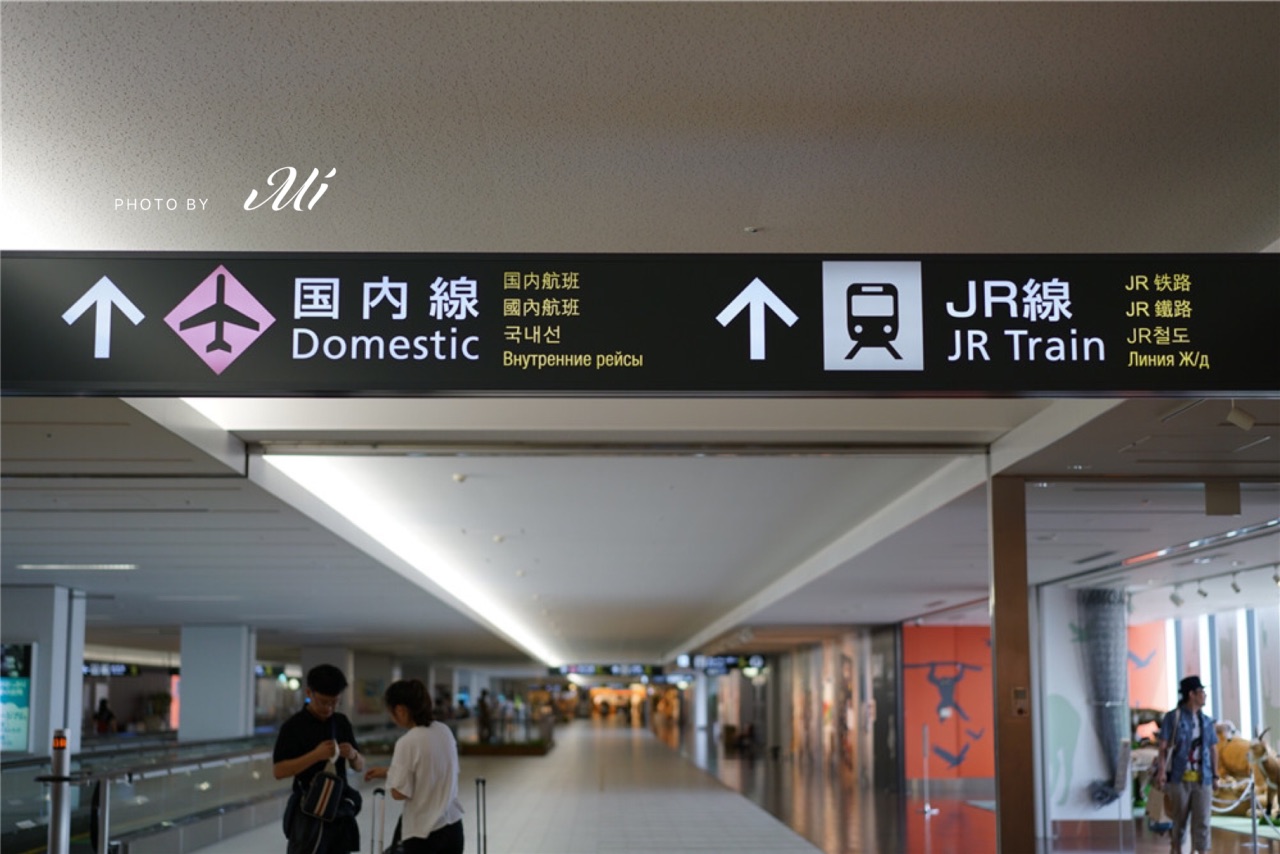 PHOTO BY Mi
国内線
Domestic
国内航班
國內航班
국내선
Внутренние рейсы
JR線
JR Train
JR 铁路
JR 鐵路
JR철도
Линия Ж/д